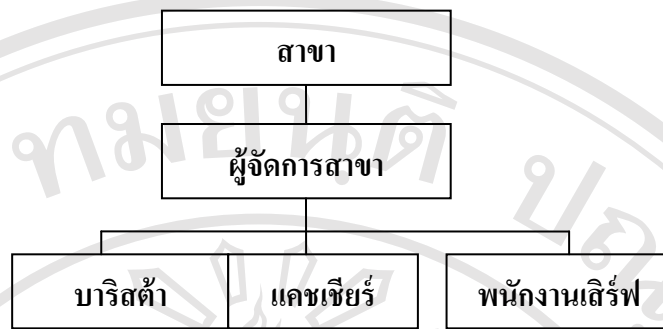 สาขา
ผู้จัดการสาขา
บาริสต้า
แคชเชียร์
พนักงานเสิร์ฟ